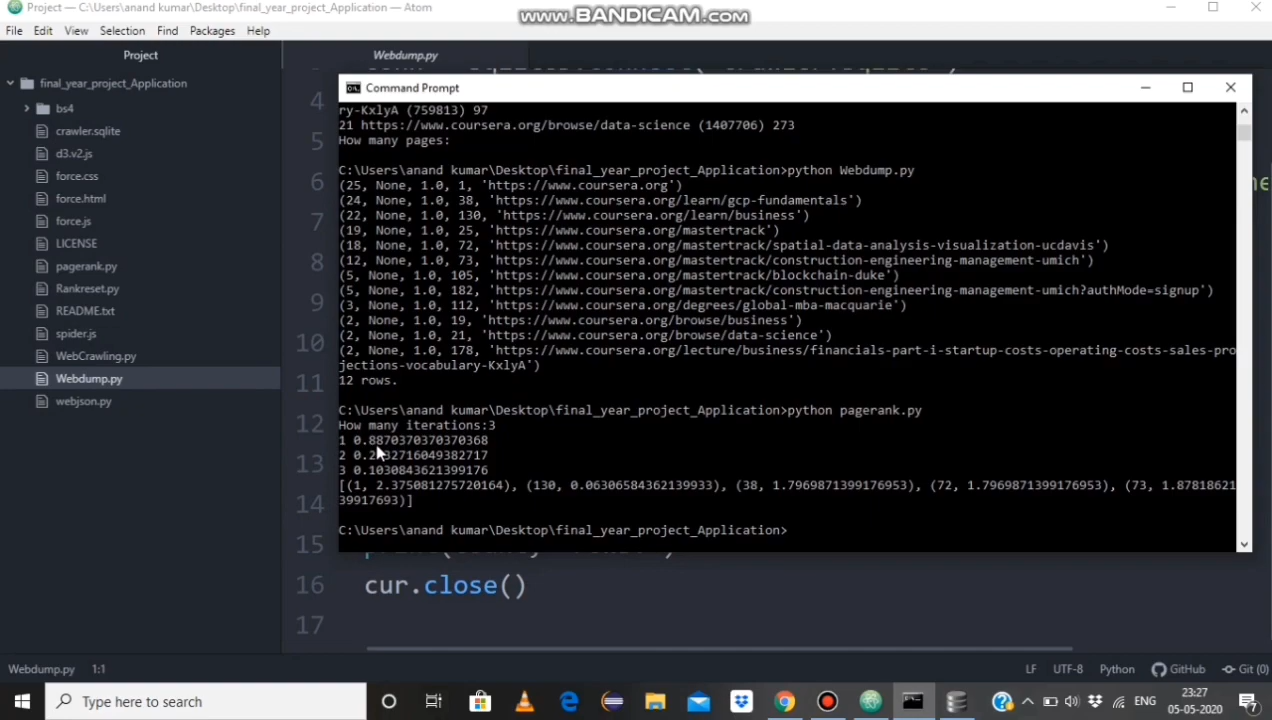 Project — C:\Users\anand kumar\Desktop\final_year_project_Application — Atom
www.BANDICAM.com
File Edit View Selection Find Packages Help
Project
Webdump.py
final_year_project_Application
bs4
crawler.sqlite
d3.v2.js
force.css
force.html
force.js
LICENSE
pagerank.py
Rankreset.py
README.txt
spider.js
WebCrawling.py
Webdump.py
webjson.py
4
5
6
7
8
9
10
11
12
13
14
15
16 cur.close()
17
Command Prompt
ry-KxlyA (759813) 97
21 https://www.coursera.org/browse/data-science (1407706) 273
How many pages:
C:\Users\anand kumar\Desktop\final_year_project_Application>python Webdump.py
(25, None, 1.0, 1, 'https://www.coursera.org')
(24, None, 1.0, 38, 'https://www.coursera.org/learn/gcp-fundamentals')
(22, None, 1.0, 130, 'https://www.coursera.org/learn/business')
(19, None, 1.0, 25, 'https://www.coursera.org/mastertrack')
(18, None, 1.0, 72, 'https://www.coursera.org/mastertrack/spatial-data-analysis-visualization-ucdavis')
(12, None, 1.0, 73, 'https://www.coursera.org/mastertrack/construction-engineering-management-umich')
(5, None, 1.0, 105, 'https://www.coursera.org/mastertrack/blockchain-duke')
(5, None, 1.0, 182, 'https://www.coursera.org/mastertrack/construction-engineering-management-umich?authMode=signup')
(3, None, 1.0, 112, 'https://www.coursera.org/degrees/global-mba-macquarie')
(2, None, 1.0, 19, 'https://www.coursera.org/browse/business')
(2, None, 1.0, 21, 'https://www.coursera.org/browse/data-science')
(2, None, 1.0, 178, 'https://www.coursera.org/lecture/business/financials-part-i-startup-costs-operating-costs-sales-pro
jections-vocabulary-KxlyA')
12 rows.
C:\Users\anand kumar\Desktop\final_year_project_Application>python pagerank.py
How many iterations:3
1 0.8870370370370368
2
3 0.1030843621399176
[(1, 2.375081275720164), (130, 0.06306584362139933), (38, 1.7969871399176953), (72, 1.7969871399176953), (73, 1.87818621
39917693)]
C:\Users\anand kumar\Desktop\final_year_project_Application>
Webdump.py 1:1
LF UTF-8 Python GitHub Git (0)
Type here to search
ENG
23:27
05-05-2020
7